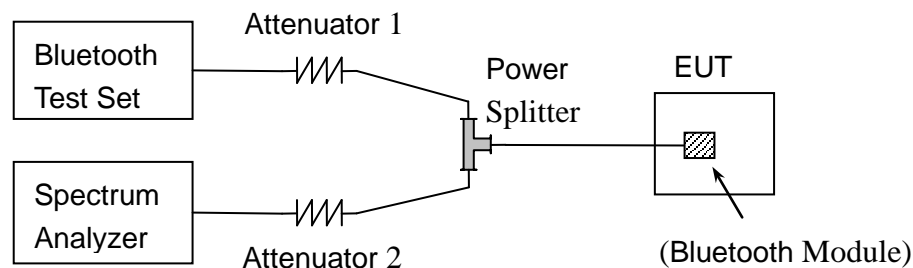 Attenuator 1
Bluetooth
Test Set
Power
Splitter
EUT
Spectrum
Analyzer
Attenuator 2
(Bluetooth Module)